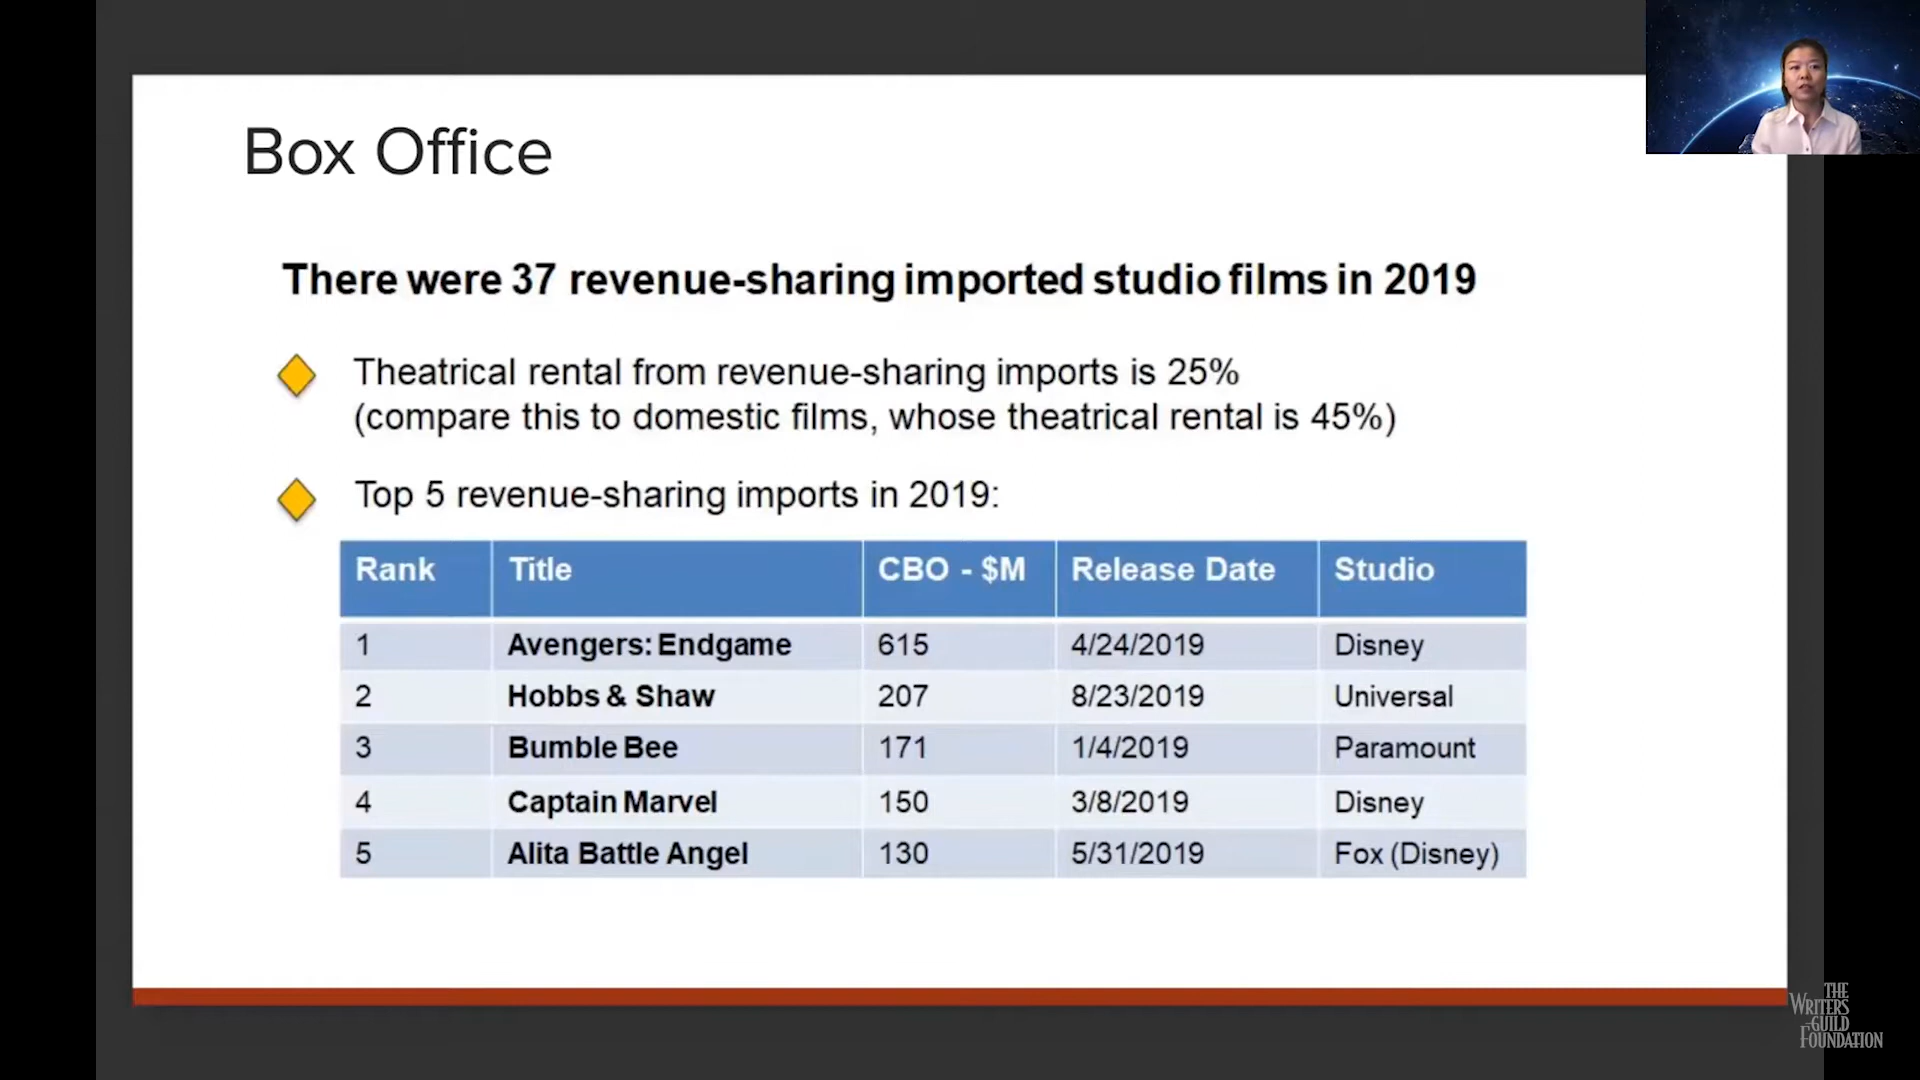 Box Office
There were 37 revenue-sharing imported studio films in 2019
Theatrical rental from revenue-sharing imports is 25%
(compare this to domestic films, whose theatrical rental is 45%)
Top 5 revenue-sharing imports in 2019:
Rank Title CBO - $M Release Date Studio
1 Avengers: Endgame 615 4/24/2019 Disney
2 Hobbs & Shaw 207 8/23/2019 Universal
3 Bumble Bee 171 1/4/2019 Paramount
4 Captain Marvel 150 3/8/2019 Disney
5 Alita Battle Angel 130 5/31/2019 Fox (Disney)
THE
WRITERS
GUILD
FOUNDATION